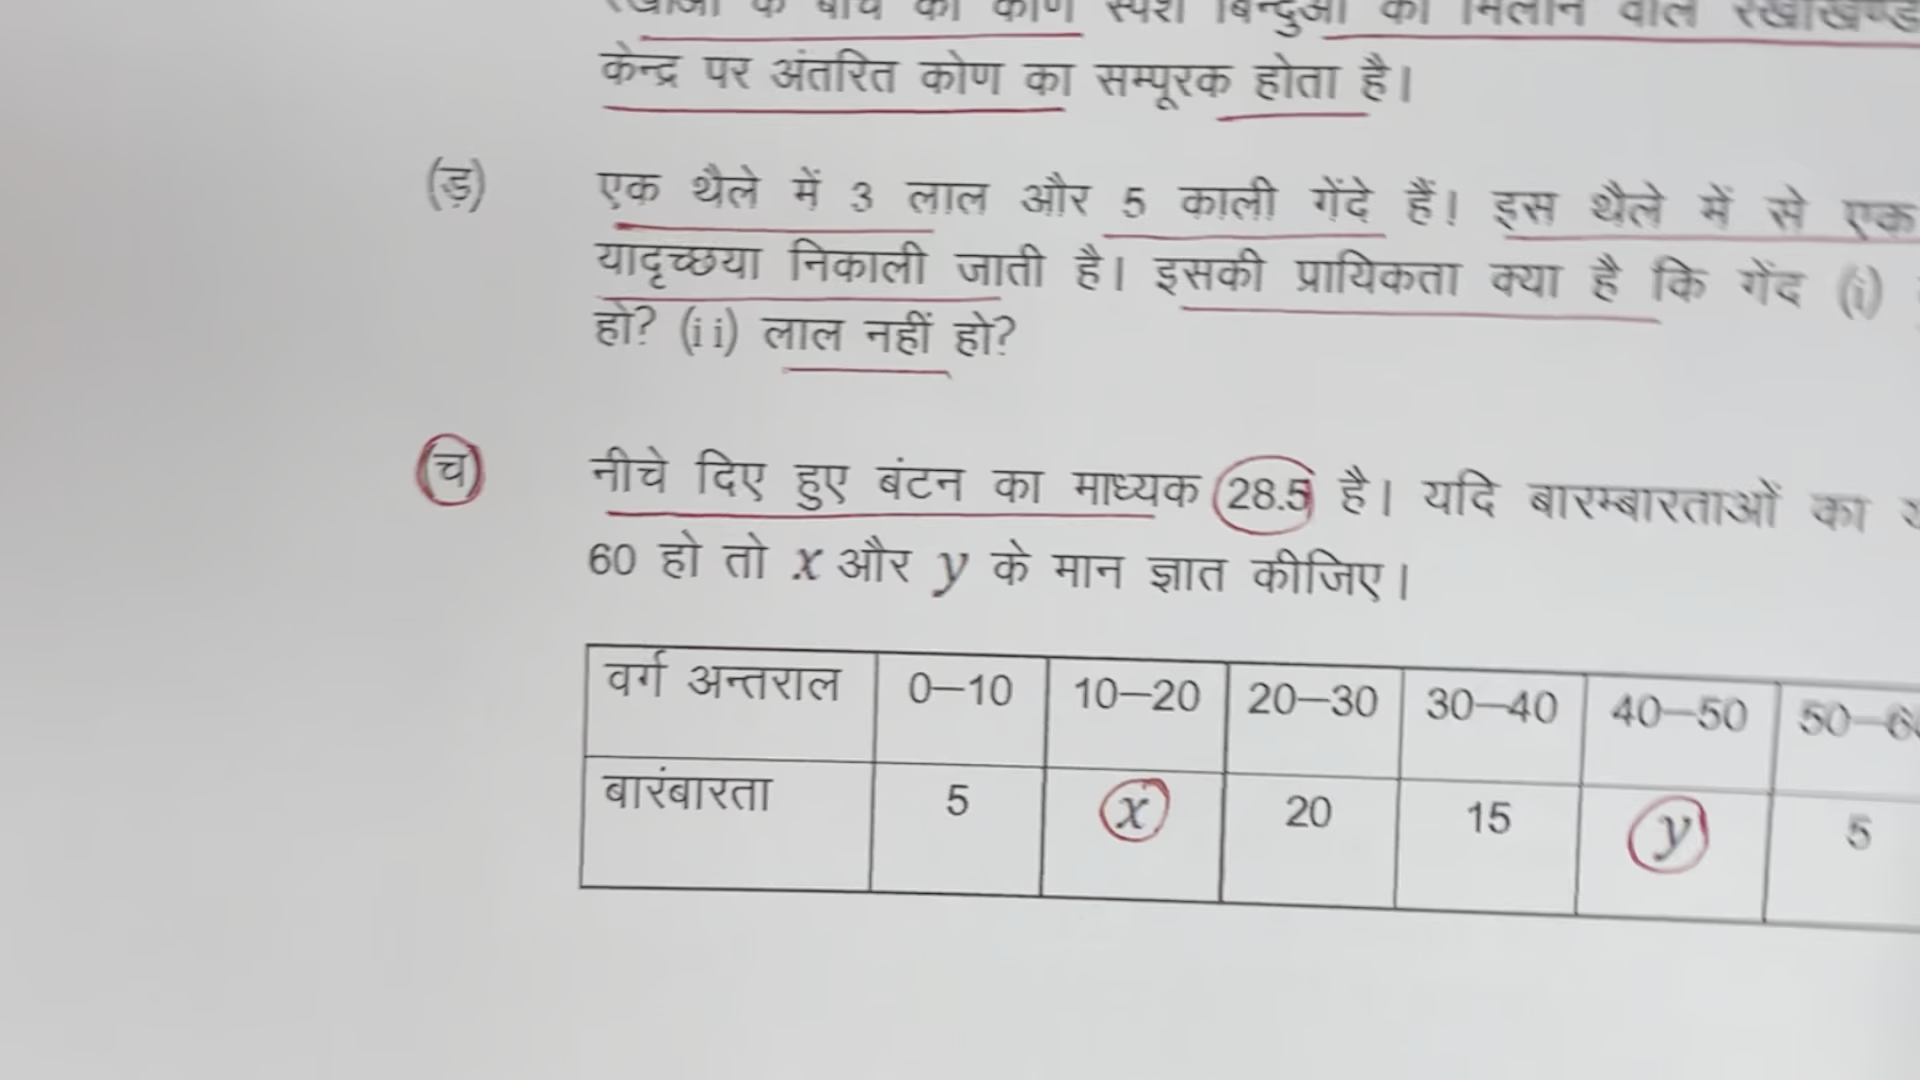 के बीच का कोण स्पर्श बिन्दुओं को मिलाने वाले रेखाखण्ड
केन्द्र पर अंतरित कोण का सम्पूरक होता है।
(ड़) एक थैले में 3 लाल और 5 काली गेंदे हैं। इस थैले में से एक
यादृच्छया निकाली जाती है। इसकी प्रायिकता क्या है कि गेंद (i)
हो? (ii) लाल नहीं हो?
(च) नीचे दिए हुए बंटन का माध्यक 28.5 है। यदि बारम्बारताओं का
60 हो तो x और y के मान ज्ञात कीजिए।
वर्ग अन्तराल 0–10 10–20 20–30 30–40 40–50
बारंबारता 5 x 20 15 y 5